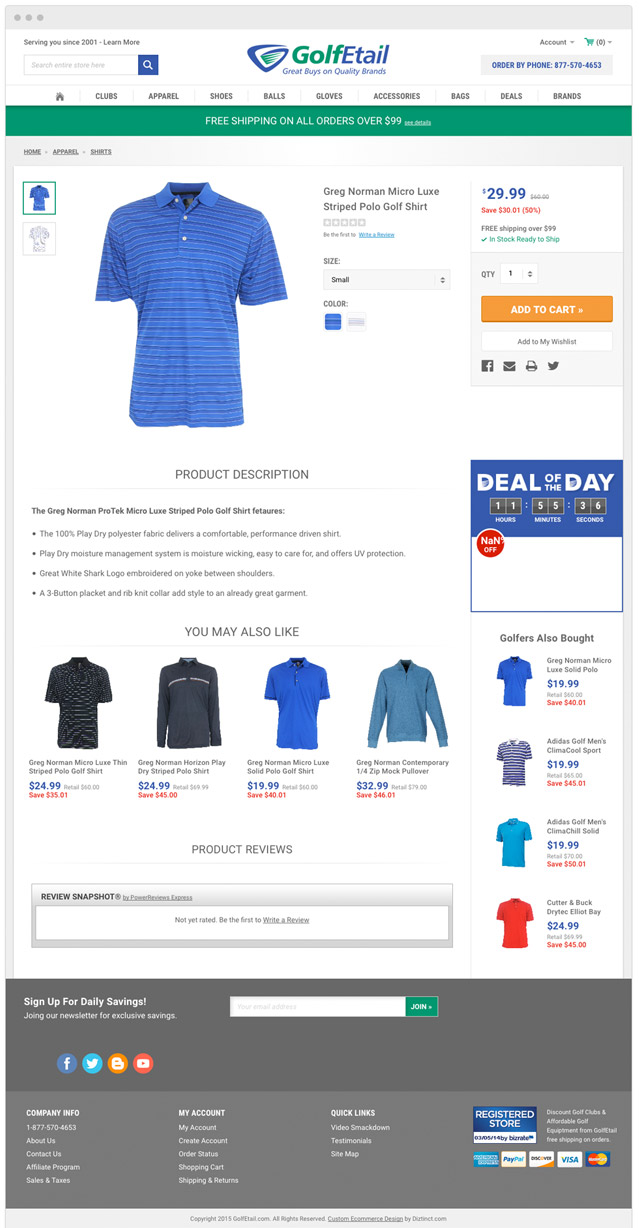 Serving you since 2001 - Learn More
Search entire store here
GolfEtail
Great Buys on Quality Brands
Account
(0)
ORDER BY PHONE: 877-570-4653
CLUBS APPAREL SHOES BALLS GLOVES ACCESSORIES BAGS DEALS BRANDS
FREE SHIPPING ON ALL ORDERS OVER $99 see details
HOME » APPAREL » SHIRTS
Greg Norman Micro Luxe
Striped Polo Golf Shirt
Be the first to Write a Review
SIZE:
Small
COLOR:
$29.99 $60.00
Save $30.01 (50%)
FREE shipping over $99
In Stock Ready to Ship
QTY 1
ADD TO CART »
Add to My Wishlist
PRODUCT DESCRIPTION
The Greg Norman ProTek Micro Luxe Striped Polo Golf Shirt fetaures:
• The 100% Play Dry polyester fabric delivers a comfortable, performance driven shirt.
• Play Dry moisture management system is moisture wicking, easy to care for, and offers UV protection.
• Great White Shark Logo embroidered on yoke between shoulders.
• A 3-Button placket and rib knit collar add style to an already great garment.
DEAL OF THE DAY
11 : 55 : 36
HOURS MINUTES SECONDS
NaN%
OFF
YOU MAY ALSO LIKE
Greg Norman Micro Luxe Thin
Striped Polo Golf Shirt
$24.99 Retail $60.00
Save $35.01
Greg Norman Horizon Play
Dry Striped Polo Shirt
$24.99 Retail $69.99
Save $45.00
Greg Norman Micro Luxe
Solid Polo Golf Shirt
$19.99 Retail $60.00
Save $40.01
Greg Norman Contemporary
1/4 Zip Mock Pullover
$32.99 Retail $79.00
Save $46.01
Golfers Also Bought
Greg Norman Micro
Luxe Solid Polo
$19.99
Retail $60.00
Save $40.01
Adidas Golf Men's
ClimaCool Sport
$19.99
Retail $65.00
Save $45.01
Adidas Golf Men's
ClimaChill Solid
$19.99
Retail $70.00
Save $50.01
Cutter & Buck
Drytec Elliot Bay
$24.99
Retail $69.99
Save $45.00
PRODUCT REVIEWS
REVIEW SNAPSHOT® by PowerReviews Express
Not yet rated. Be the first to Write a Review
Sign Up For Daily Savings!
Joing our newsletter for exclusive savings.
Your email address
JOIN »
COMPANY INFO
1-877-570-4653
About Us
Contact Us
Affiliate Program
Sales & Taxes
MY ACCOUNT
My Account
Create Account
Order Status
Shopping Cart
Shipping & Returns
QUICK LINKS
Video Smackdown
Testimonials
Site Map
REGISTERED
STORE
03/05/14 by bizrate
AMERICAN EXPRESS PayPal DISCOVER VISA MasterCard
Discount Golf Clubs &
Affordable Golf
Equiptment from GolfEtail
free shipping on orders.
Copyright 2015 GolfEtail.com. All Rights Reserved. Custom Ecommerce Design by Diztinct.com